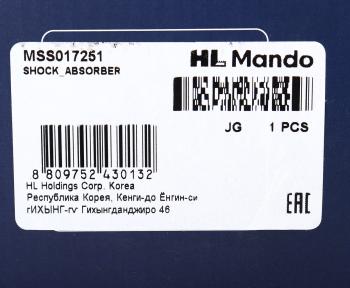 MSS017251
HL Mando
SHOCK_ABSORBER
JG 1 PCS
8 809752 430132
HL Holdings Corp. Korea
Республика Корея, Кенги-до Ёнгин-си
гИХЫНГ-гу Гихынгданджиро 46
EAC